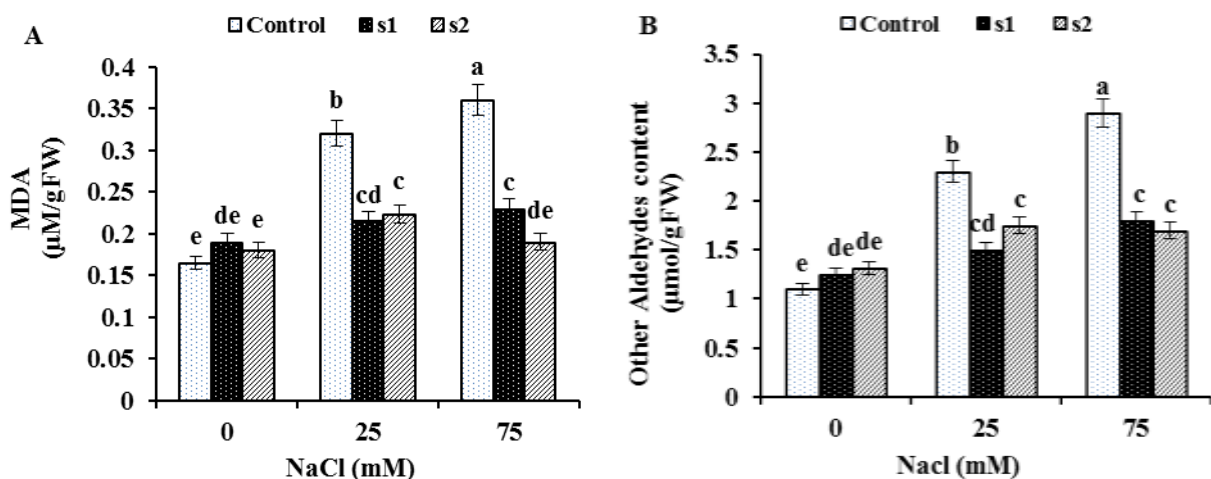 A
Control s1 s2
MDA
(µM/gFW)
0.4
0.35
0.3
0.25
0.2
0.15
0.1
0.05
0
e de e
b cd c
a c de
0 25 75
NaCl (mM)
B
Control s1 s2
Other Aldehydes content
(µmol/gFW)
3.5
3
2.5
2
1.5
1
0.5
0
e de de
b cd c
a c c
0 25 75
Nacl (mM)